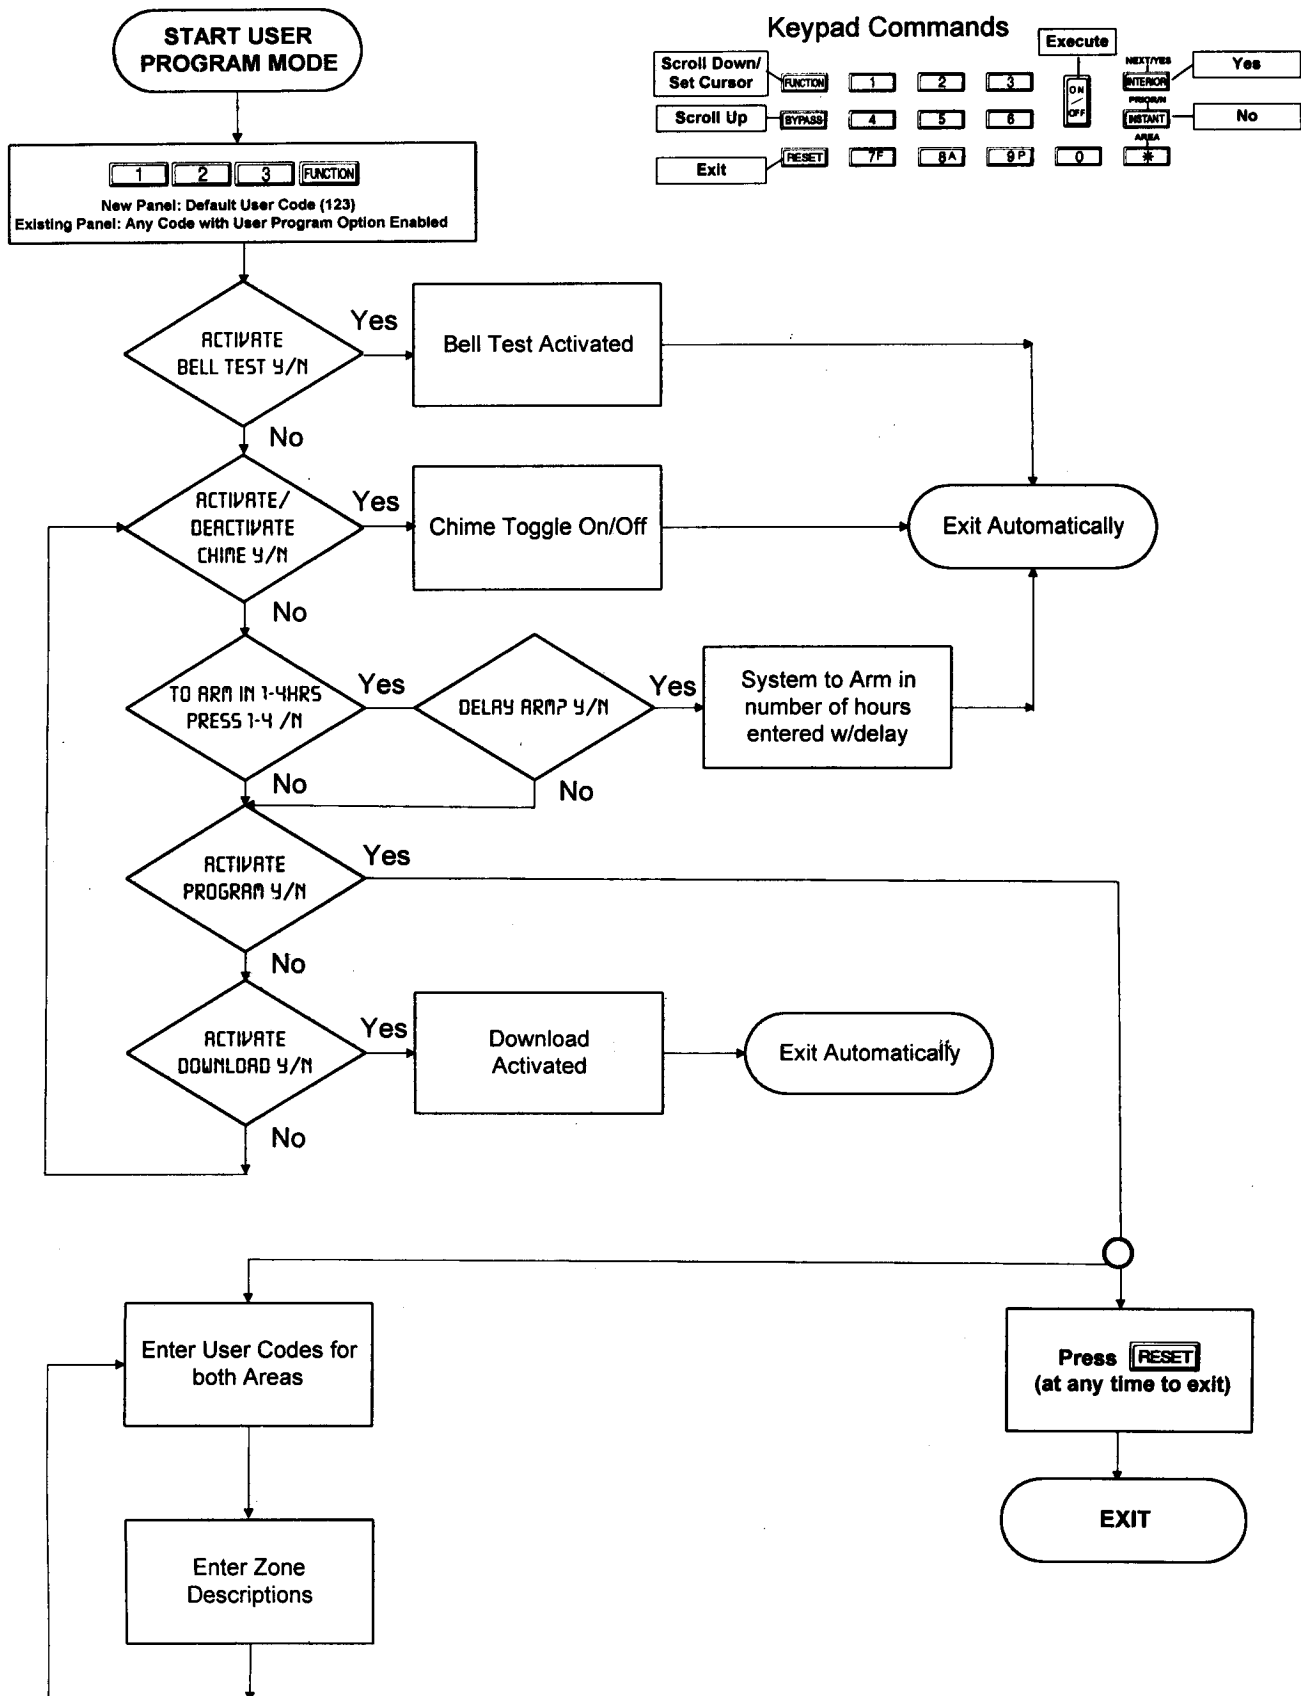 START USER
PROGRAM MODE
Keypad Commands
Execute
Scroll Down/
Set Cursor
FUNCTION
1
2
3
ON
/
OFF
NEXT/YES
INTERIOR
Yes
Scroll Up
BYPASS
4
5
6
PRIOR/N
INSTANT
No
Exit
RESET
7F
8A
9P
0
AREA
*
1
2
3
FUNCTION
New Panel: Default User Code (123)
Existing Panel: Any Code with User Program Option Enabled
ACTIVATE
BELL TEST Y/N
Yes
Bell Test Activated
No
ACTIVATE/
DEACTIVATE
CHIME Y/N
Yes
Chime Toggle On/Off
Exit Automatically
No
TO ARM IN 1-4HRS
PRESS 1-4 /N
Yes
DELAY ARM? Y/N
Yes
System to Arm in
number of hours
entered w/delay
No
No
ACTIVATE
PROGRAM Y/N
Yes
No
ACTIVATE
DOWNLOAD Y/N
Yes
Download
Activated
Exit Automatically
No
Enter User Codes for
both Areas
Press RESET
(at any time to exit)
EXIT
Enter Zone
Descriptions